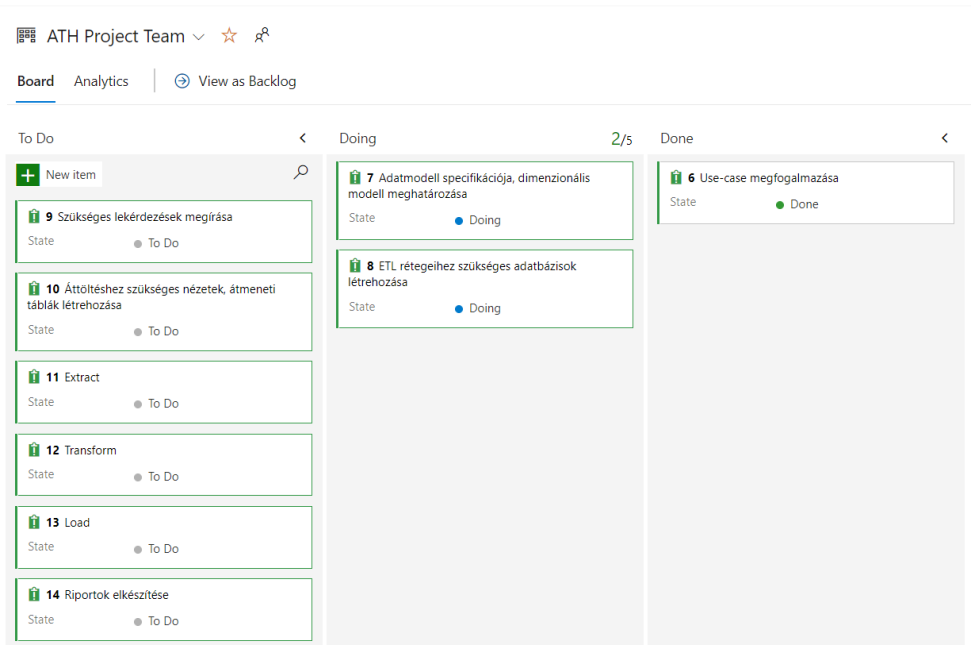 ATH Project Team
Board Analytics View as Backlog
To Do
New item
9 Szükséges lekérdezések megírása
State To Do
10 Áttöltéshez szükséges nézetek, átmeneti
táblák létrehozása
State To Do
11 Extract
State To Do
12 Transform
State To Do
13 Load
State To Do
14 Riportok elkészítése
State To Do
Doing 2/5
7 Adatmodell specifikációja, dimenzionális
modell meghatározása
State Doing
8 ETL rétegeihez szükséges adatbázisok
létrehozása
State Doing
Done
6 Use-case megfogalmazása
State Done